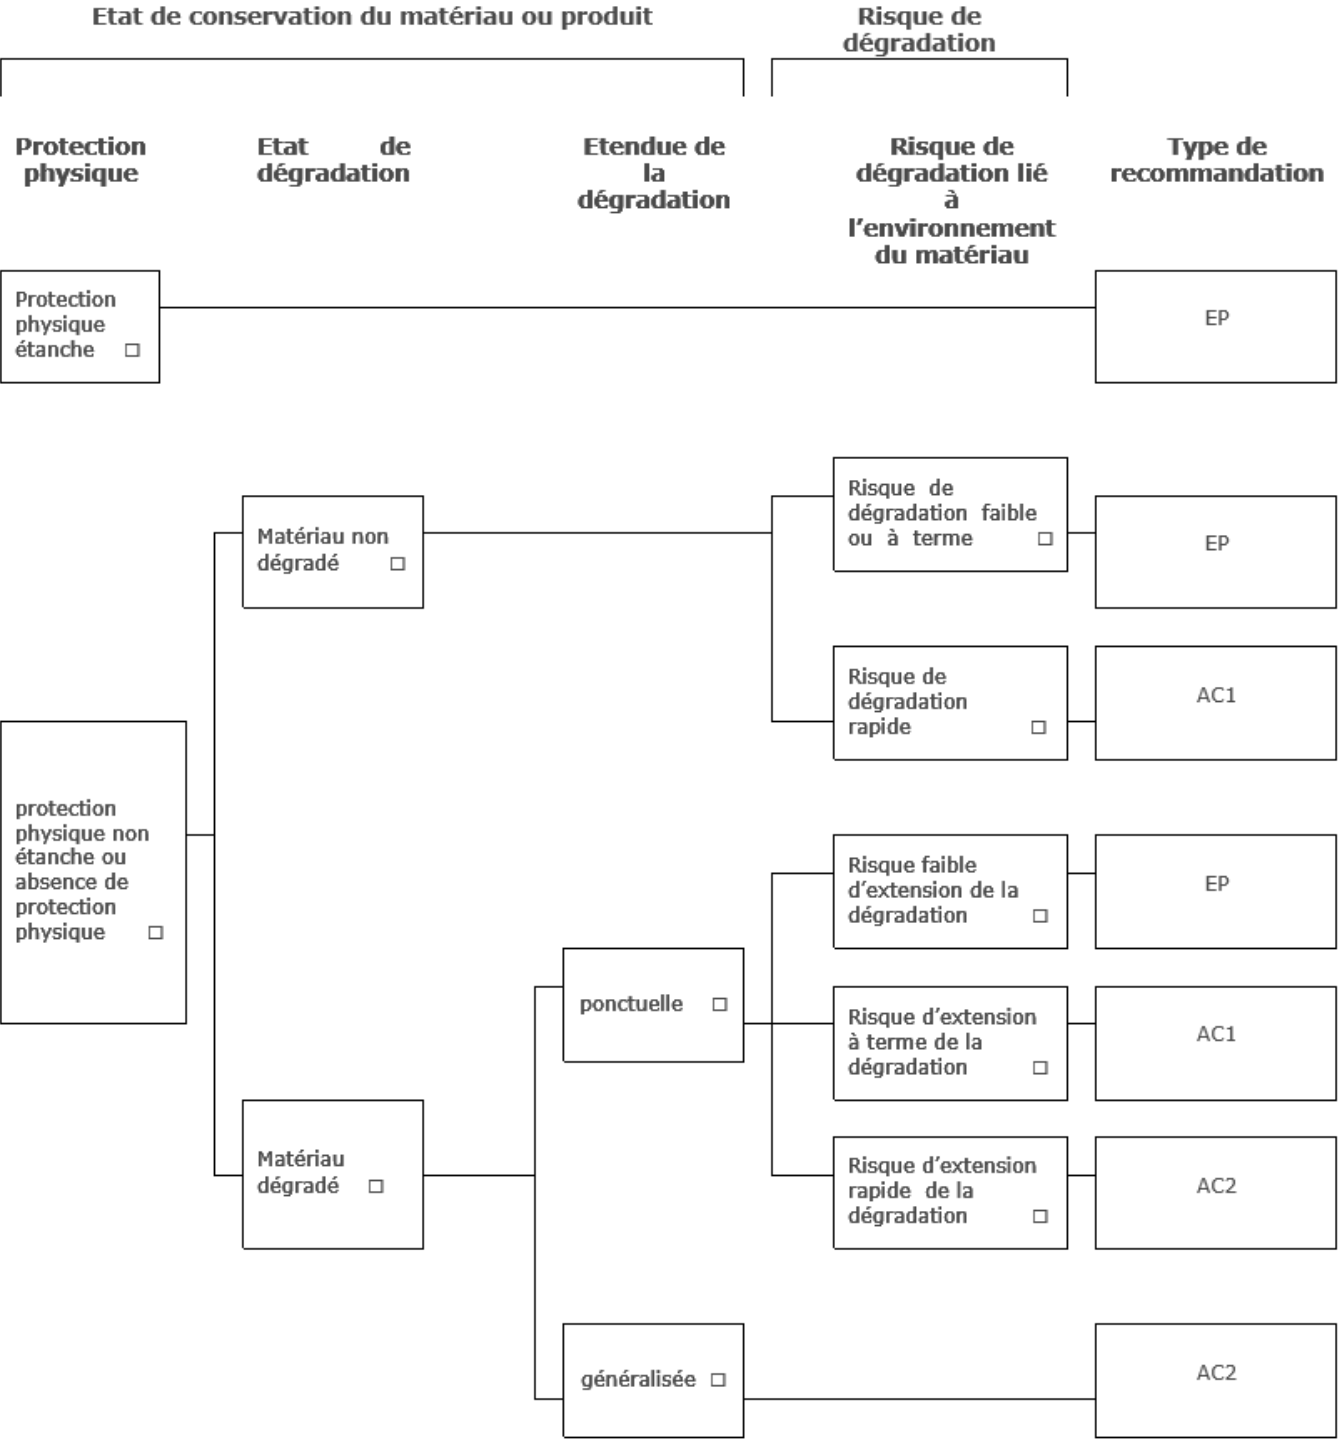 Etat de conservation du matériau ou produit
Risque de
dégradation
Protection
physique
Etat de
dégradation
Etendue de
la
dégradation
Risque de
dégradation lié
à
l’environnement
du matériau
Type de
recommandation
Protection
physique
étanche □
EP
Matériau non
dégradé □
Risque de
dégradation faible
ou à terme □
EP
Risque de
dégradation
rapide □
AC1
protection
physique non
étanche ou
absence de
protection
physique □
Risque faible
d’extension de la
dégradation □
EP
ponctuelle □
Risque d’extension
à terme de la
dégradation □
AC1
Matériau
dégradé □
Risque d’extension
rapide de la
dégradation □
AC2
généralisée □
AC2